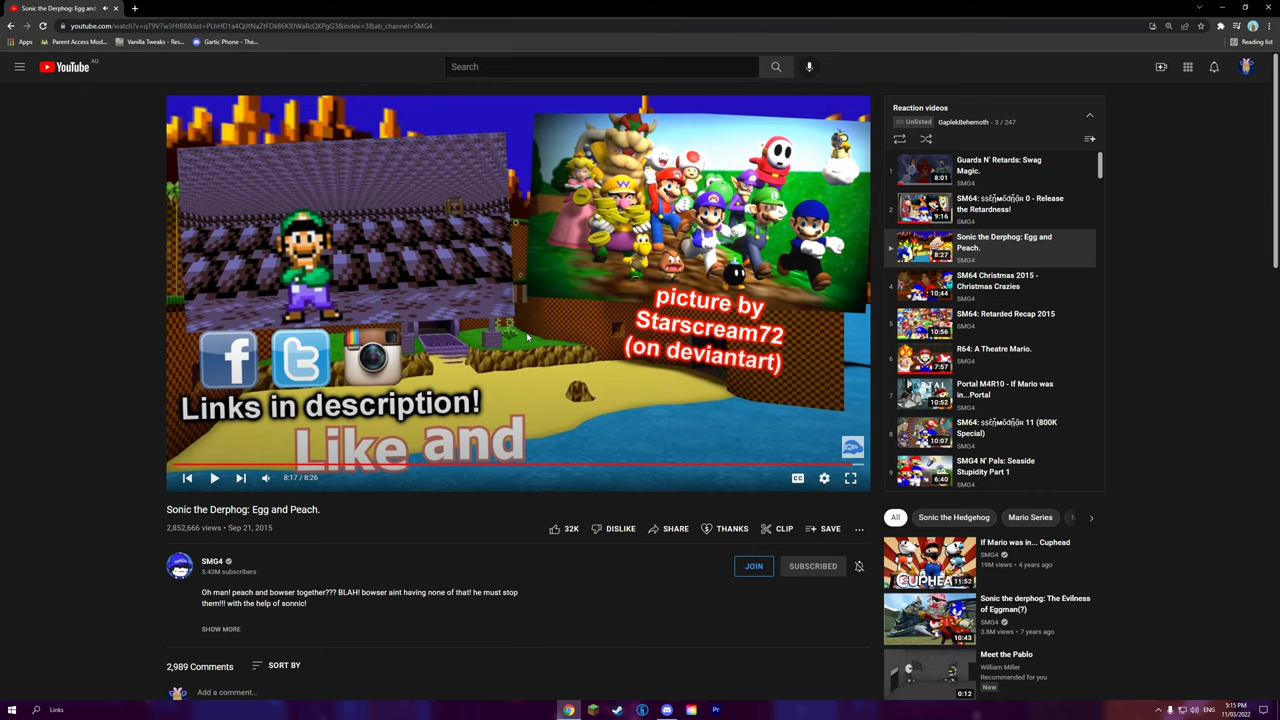 Sonic the Derphog: Egg and
youtube.com/watch?v=qT9V7w3HtB8&list=PLhHD1a4QIJtNaZtFDk86K9JWaRcQKPgG3&index=3&ab_channel=SMG4
Apps
Parent Access Mod...
Vanilla Tweaks - Res...
Gartic Phone - The...
Reading list
YouTube AU
Search
picture by
Starscream72
(on deviantart)
Links in description!
Like and
8:17 / 8:26
CC
Sonic the Derphog: Egg and Peach.
2,852,666 views • Sep 21, 2015
32K
DISLIKE
SHARE
THANKS
CLIP
SAVE
SMG4
5.43M subscribers
JOIN
SUBSCRIBED
Oh man! peach and bowser together??? BLAH! bowser aint having none of that! he must stop
them!!! with the help of sonnic!
SHOW MORE
2,989 Comments
SORT BY
Add a comment...
Reaction videos
Unlisted
GaplekBehemoth - 3 / 247
1
8:01
Guards N' Retards: Swag
Magic.
SMG4
2
9:16
SM64: ѕѕєñмôđңôя 0 - Release
the Retardness!
SMG4
8:27
Sonic the Derphog: Egg and
Peach.
SMG4
4
10:44
SM64 Christmas 2015 -
Christmas Crazies
SMG4
5
10:56
SM64: Retarded Recap 2015
SMG4
6
7:57
R64: A Theatre Mario.
SMG4
7
PORTAL
10:52
Portal M4R10 - If Mario was
in...Portal
SMG4
8
10:07
SM64: ѕѕєñмôđңôя 11 (800K
Special)
SMG4
9
6:40
SMG4 N' Pals: Seaside
Stupidity Part 1
SMG4
All
Sonic the Hedgehog
Mario Series
CUPHEAD
11:52
If Mario was in... Cuphead
SMG4
19M views • 4 years ago
10:43
Sonic the derphog: The Evilness
of Eggman(?)
SMG4
3.8M views • 7 years ago
0:12
Meet the Pablo
William Miller
Recommended for you
New
Links
Pr
ENG
5:15 PM
11/03/2022